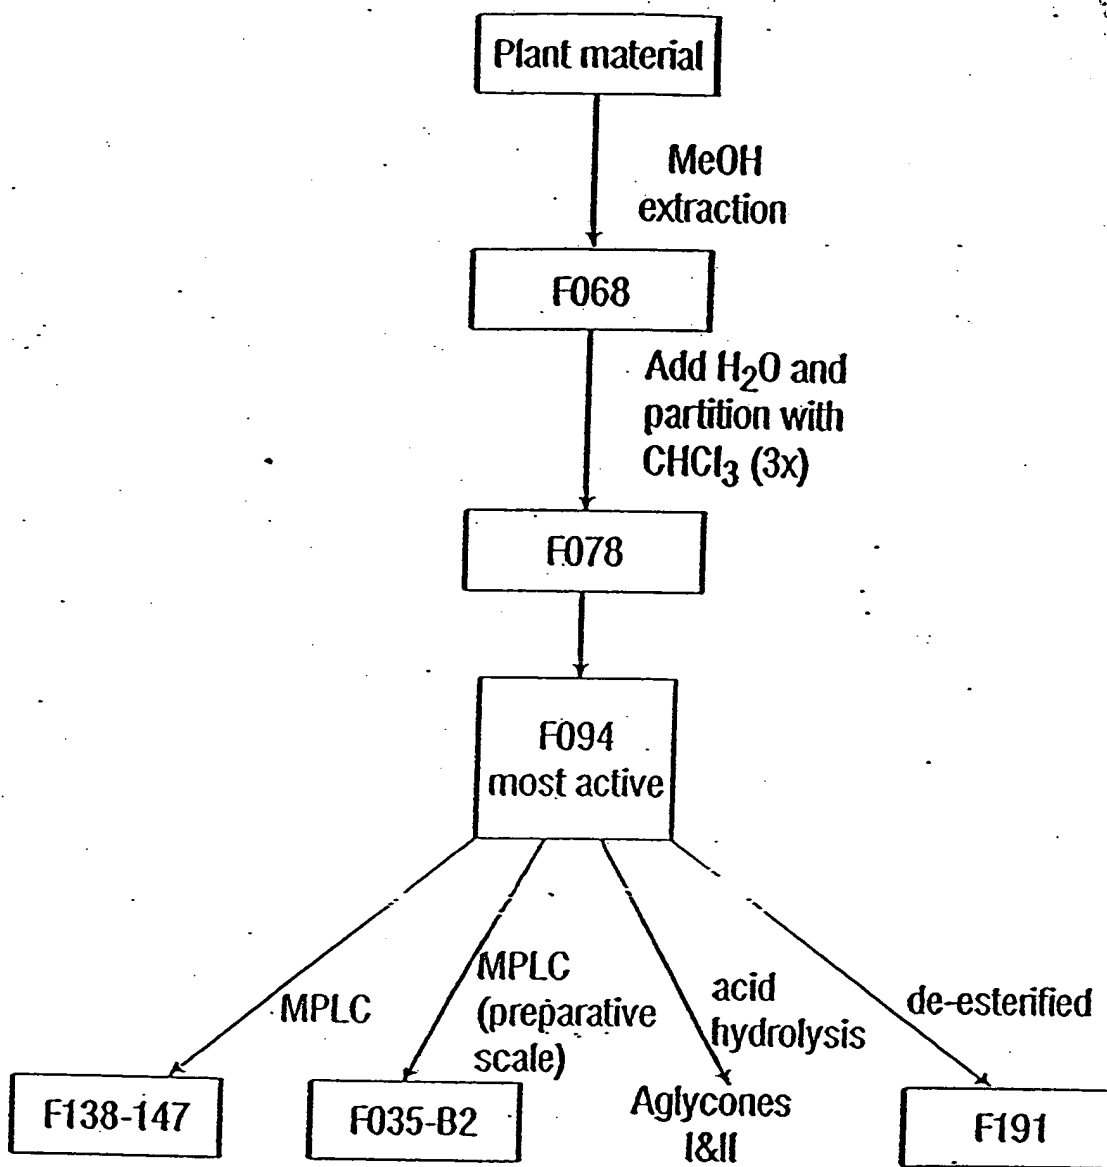 Plant material
MeOH
extraction
F068
Add H₂O and
partition with
CHCl₃ (3x)
F078
F094
most active
MPLC
MPLC
(preparative
scale)
acid
hydrolysis
de-esterified
F138-147
F035-B2
Aglycones
I&II
F191